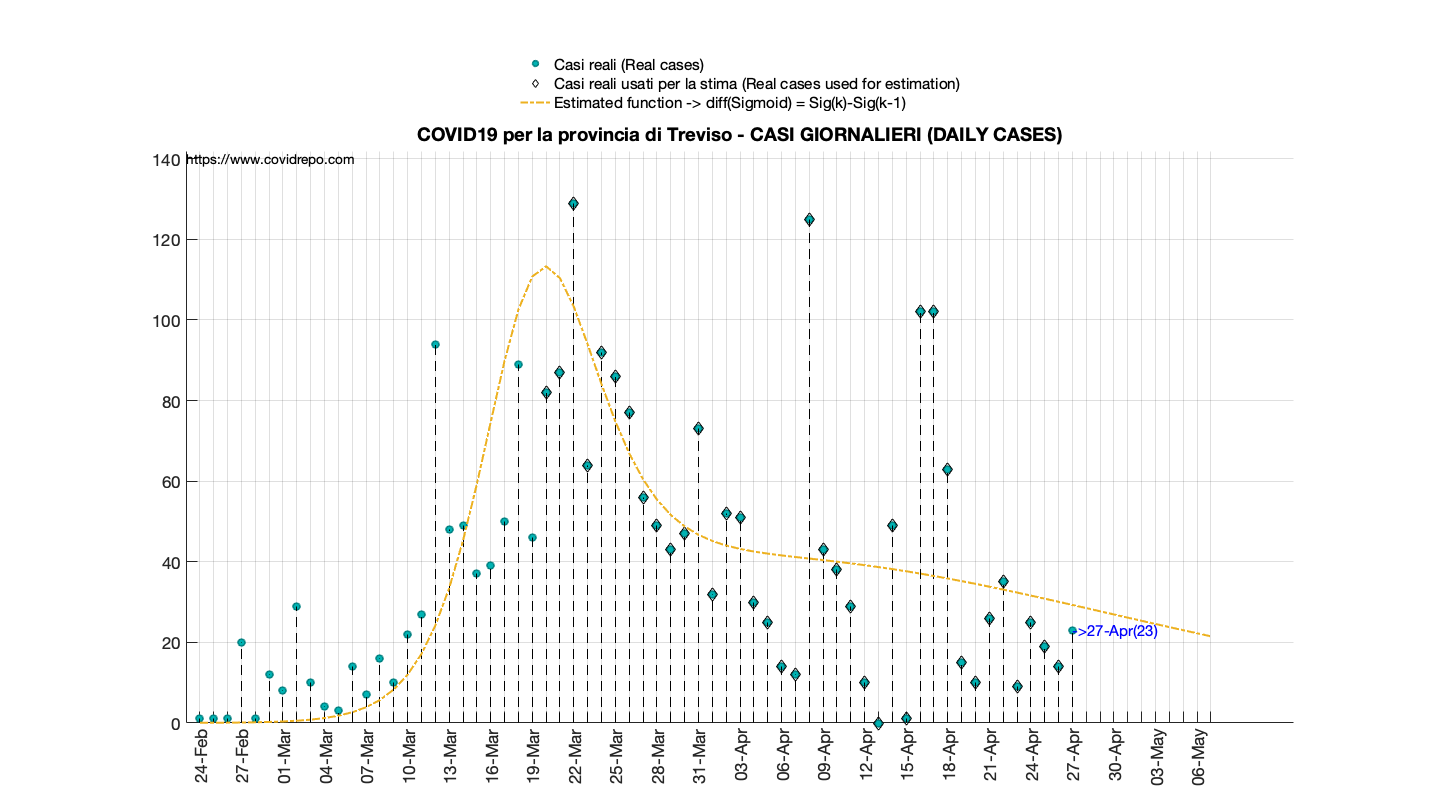 Casi reali (Real cases)
Casi reali usati per la stima (Real cases used for estimation)
Estimated function -> diff(Sigmoid) = Sig(k)-Sig(k-1)
COVID19 per la provincia di Treviso - CASI GIORNALIERI (DAILY CASES)
140
https://www.covidrepo.com
120
100
80
60
40
20
>27-Apr(23)
0
24-Feb
27-Feb
01-Mar
04-Mar
07-Mar
10-Mar
13-Mar
16-Mar
19-Mar
22-Mar
25-Mar
28-Mar
31-Mar
03-Apr
06-Apr
09-Apr
12-Apr
15-Apr
18-Apr
21-Apr
24-Apr
27-Apr
30-Apr
03-May
06-May